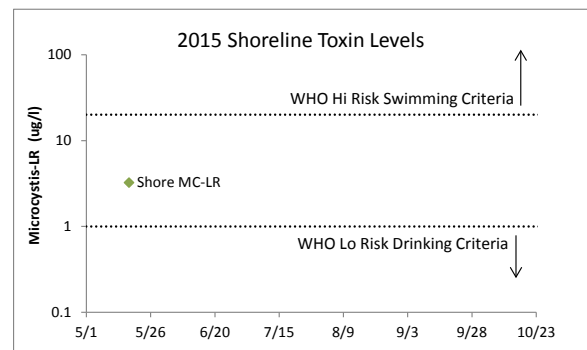 2015 Shoreline Toxin Levels
100
WHO Hi Risk Swimming Criteria
10
Shore MC-LR
1
WHO Lo Risk Drinking Criteria
0.1
Microcystis-LR (ug/l)
5/1 5/26 6/20 7/15 8/9 9/3 9/28 10/23